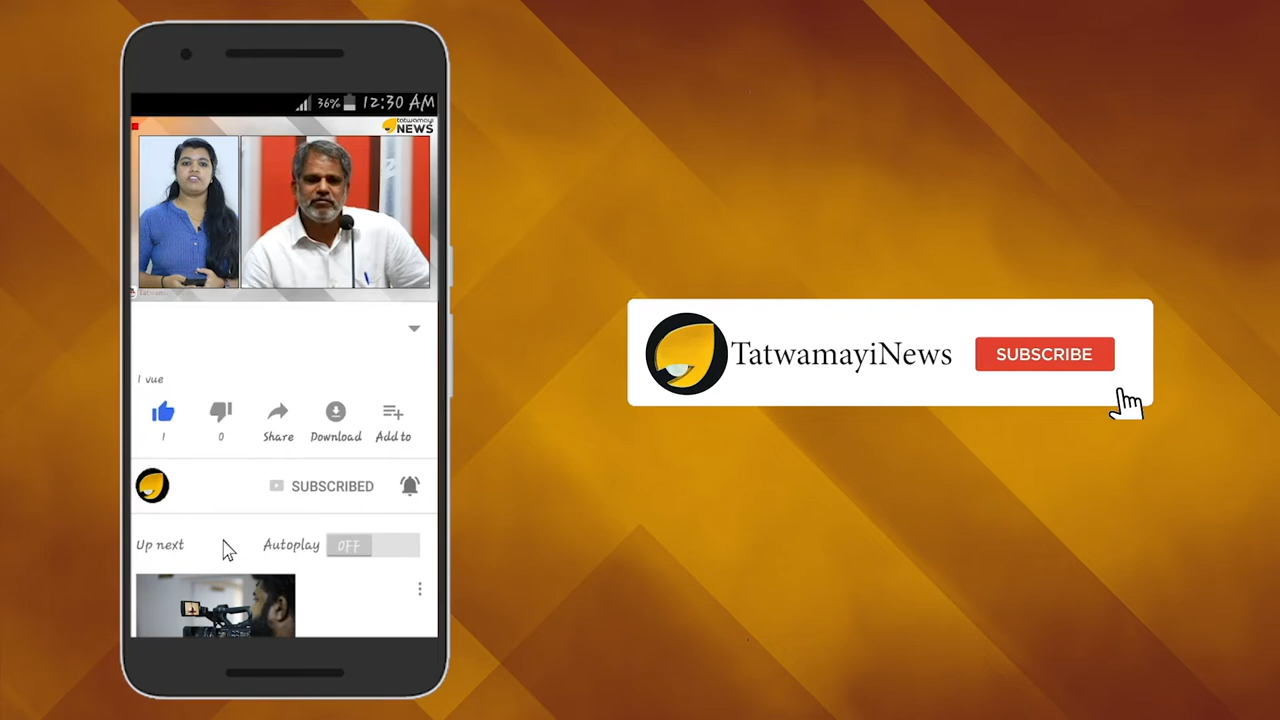 36% 12:30 AM
tatwamayi
NEWS
1 vue
1
0
Share
Download
Add to
SUBSCRIBED
Up next
Autoplay
OFF
TatwamayiNews
SUBSCRIBE